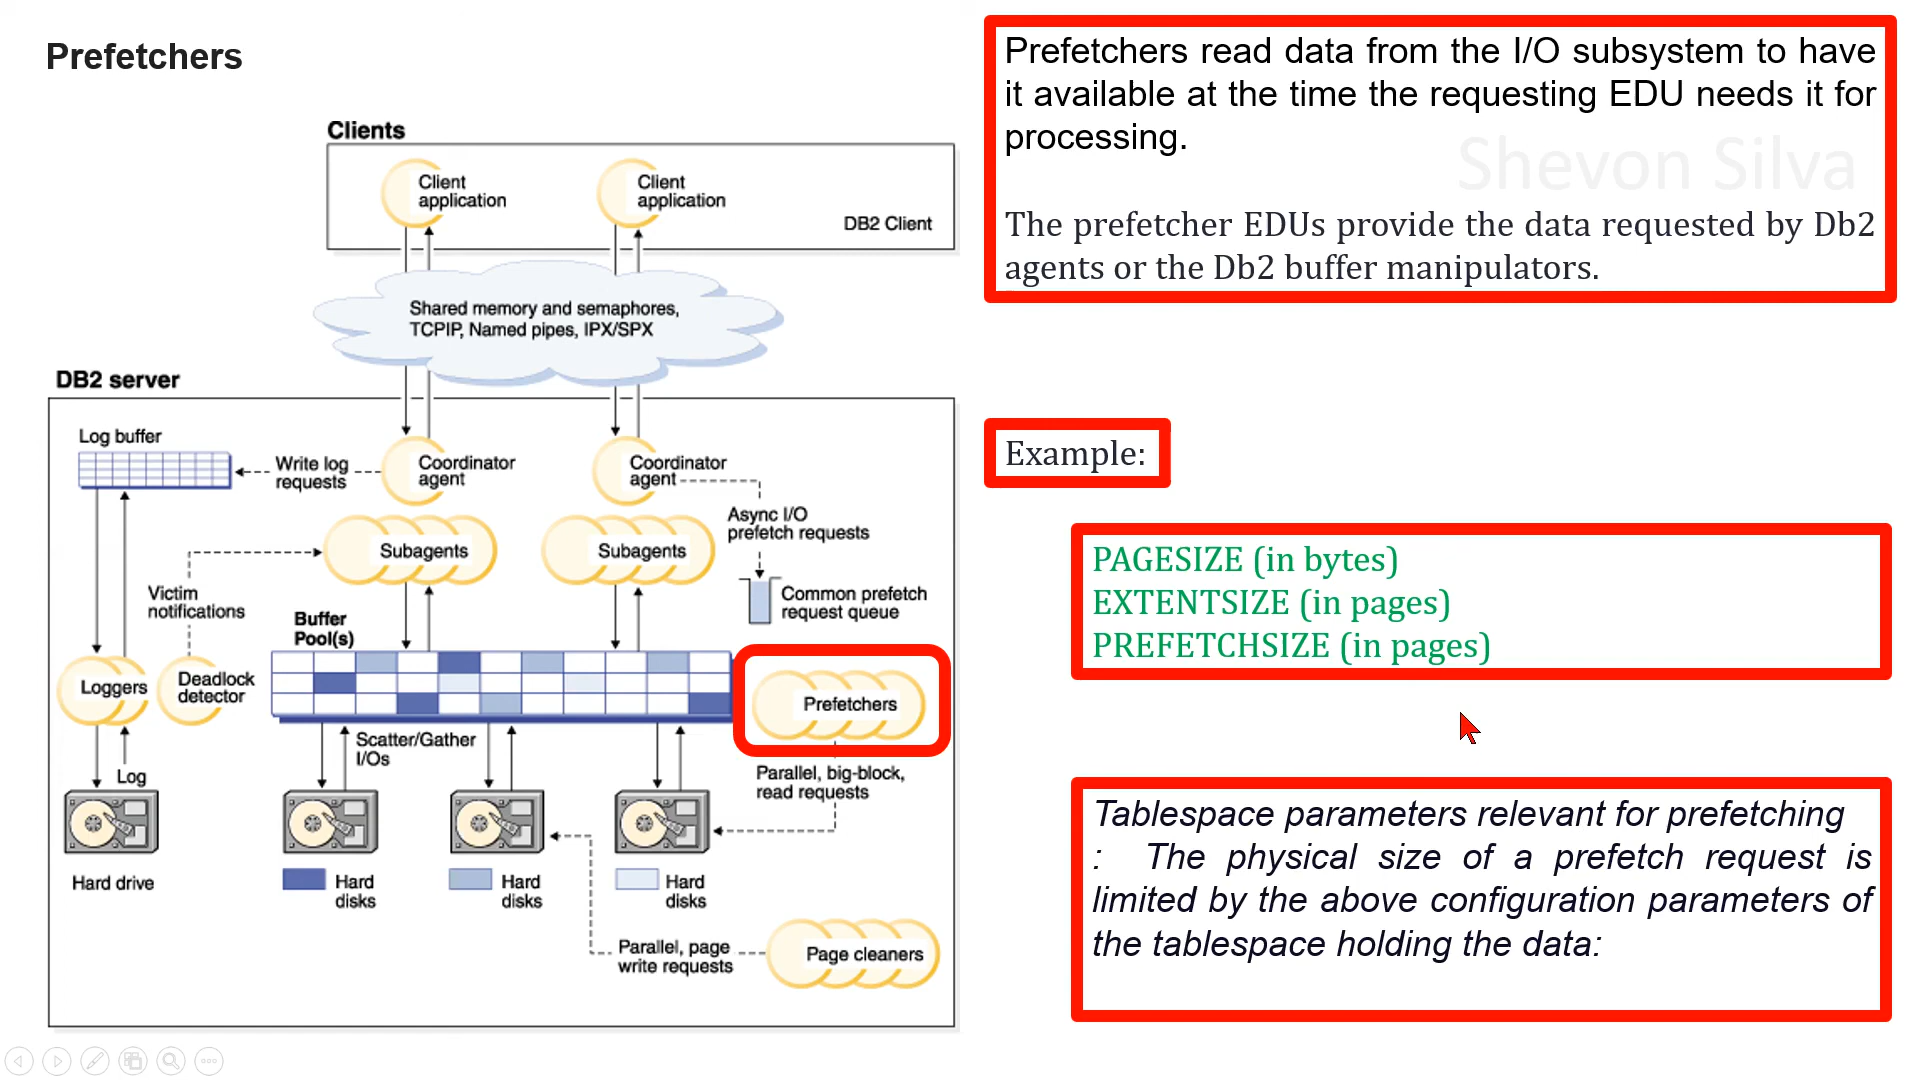 Prefetchers
Prefetchers read data from the I/O subsystem to have
it available at the time the requesting EDU needs it for
processing.
Shevon Silva
The prefetcher EDUs provide the data requested by Db2
agents or the Db2 buffer manipulators.
Clients
Client
application
Client
application
DB2 Client
Shared memory and semaphores,
TCPIP, Named pipes, IPX/SPX
DB2 server
Log buffer
Write log
requests
Coordinator
agent
Coordinator
agent
Async I/O
prefetch requests
Subagents
Subagents
Victim
notifications
Common prefetch
request queue
Buffer
Pool(s)
Loggers
Deadlock
detector
Prefetchers
Scatter/Gather
I/Os
Log
Parallel, big-block,
read requests
Hard drive
Hard
disks
Hard
disks
Hard
disks
Parallel, page
write requests
Page cleaners
Example:
PAGESIZE (in bytes)
EXTENTSIZE (in pages)
PREFETCHSIZE (in pages)
Tablespace parameters relevant for prefetching
: The physical size of a prefetch request is
limited by the above configuration parameters of
the tablespace holding the data: